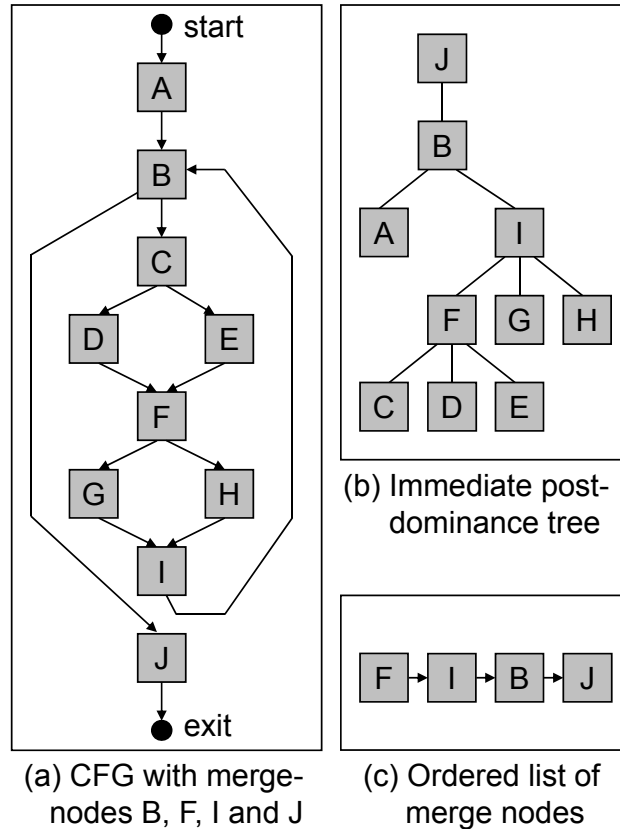 start
A
B
C
D E
F
G H
I
J
exit
(a) CFG with merge-
nodes B, F, I and J
J
B
A I
F G H
C D E
(b) Immediate post-
dominance tree
F I B J
(c) Ordered list of
merge nodes